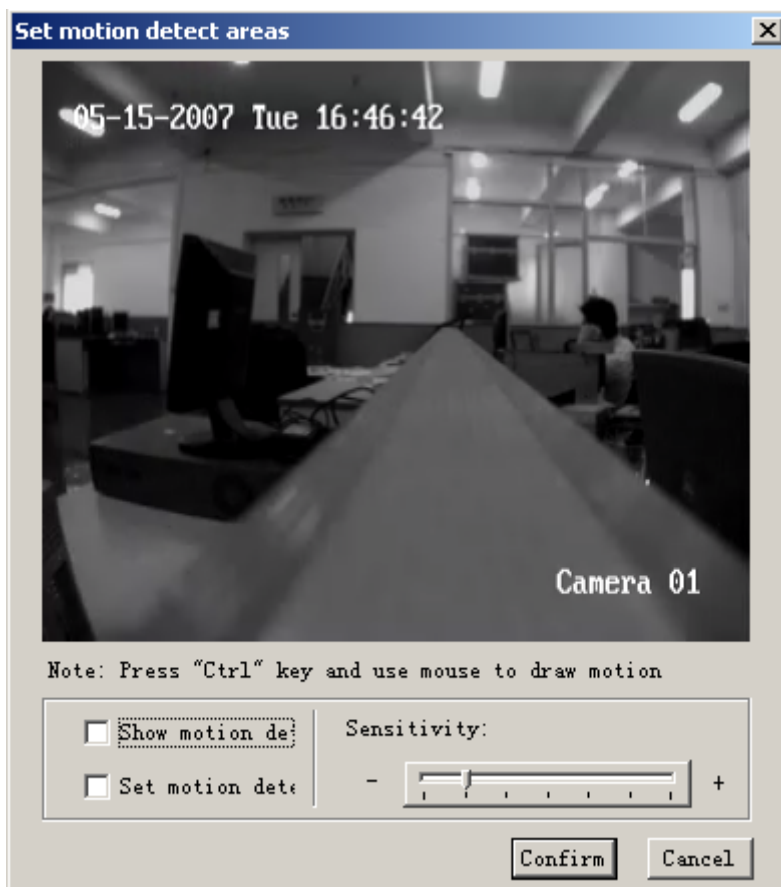 Set motion detect areas
05-15-2007 Tue 16:46:42
Camera 01
Note: Press "Ctrl" key and use mouse to draw motion
Show motion de
Sensitivity:
Set motion dete
- +
Confirm Cancel